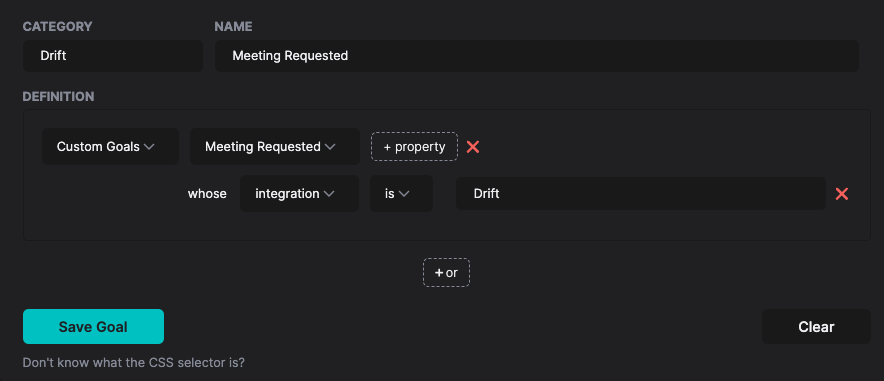 CATEGORY NAME
Drift Meeting Requested
DEFINITION
Custom Goals Meeting Requested + property
whose integration is Drift
+ or
Save Goal Clear
Don't know what the CSS selector is?